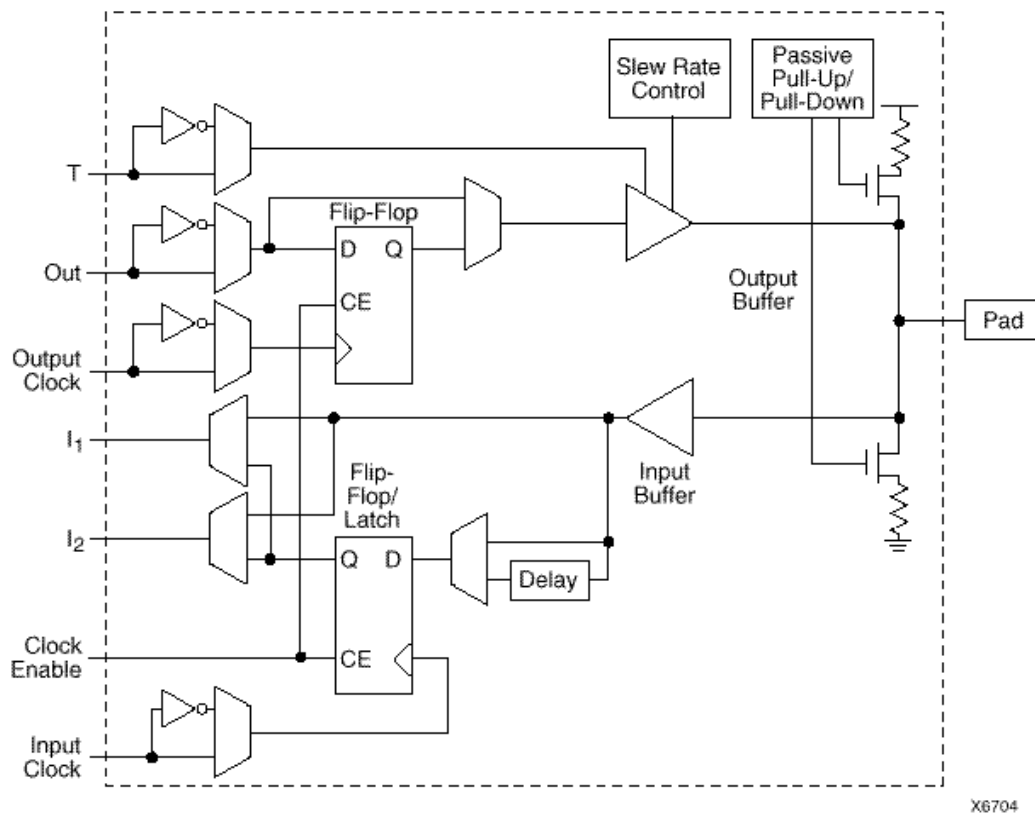 Slew Rate
Control
Passive
Pull-Up/
Pull-Down
T
Flip-Flop
D Q
Out
CE
Output
Buffer
Pad
Output
Clock
I1
Flip-
Flop/
Latch
Input
Buffer
I2
Q D
Delay
Clock
Enable
CE
Input
Clock
X6704